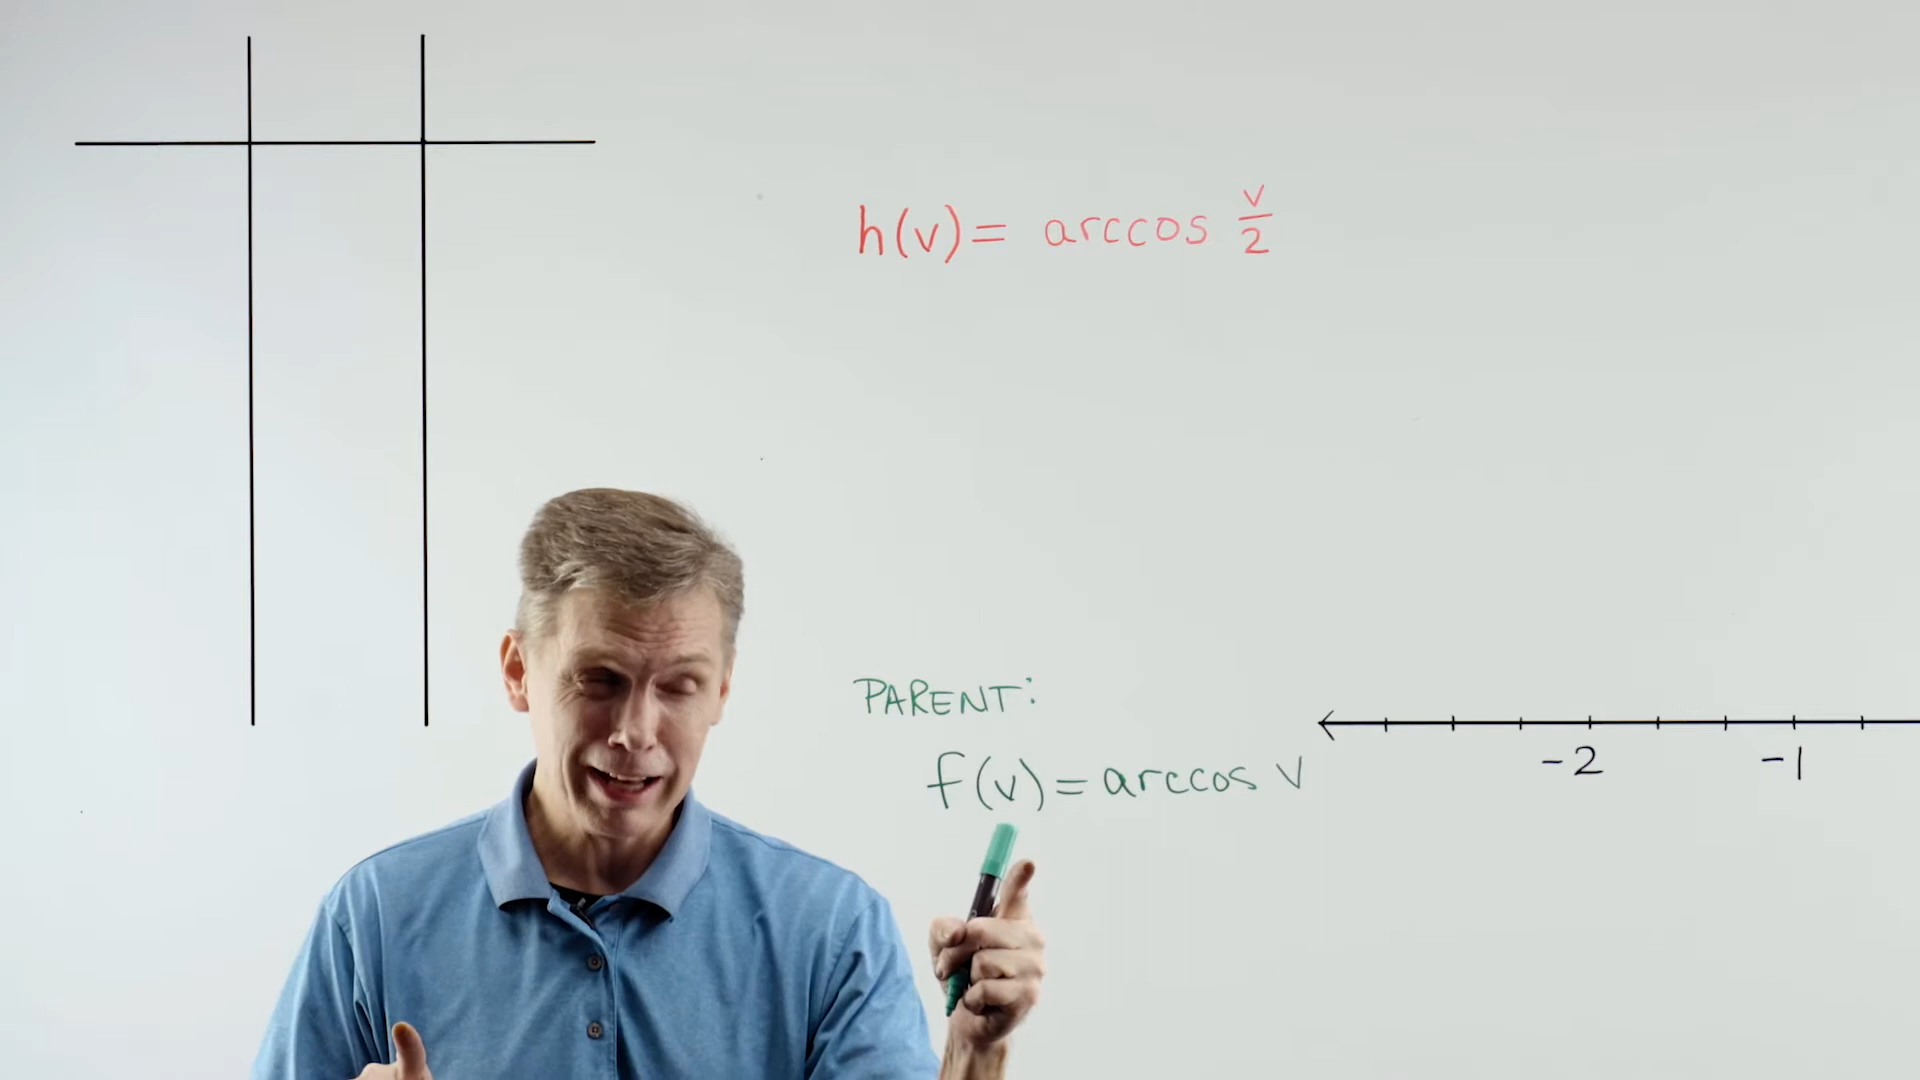 h(v) = arccos v/2
PARENT:
f(v) = arccos v
-2 -1